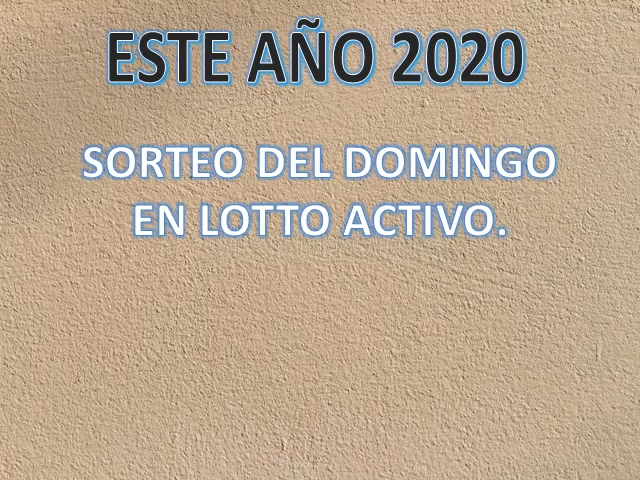 ESTE AÑO 2020
SORTEO DEL DOMINGO
EN LOTTO ACTIVO.